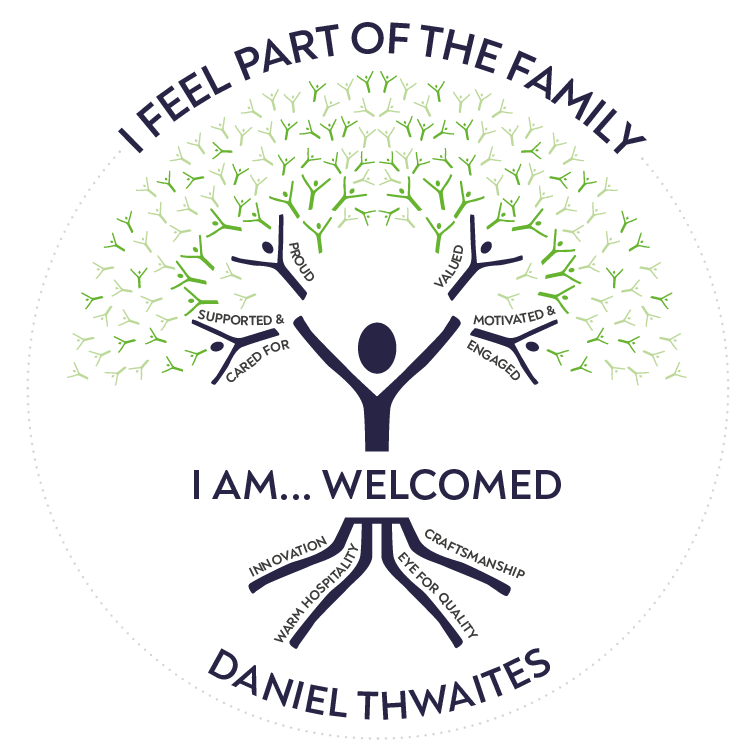 I FEEL PART OF THE FAMILY
PROUD
VALUED
SUPPORTED &
CARED FOR
MOTIVATED &
ENGAGED
I AM... WELCOMED
INNOVATION
WARM HOSPITALITY
EYE FOR QUALITY
CRAFTSMANSHIP
DANIEL THWAITES